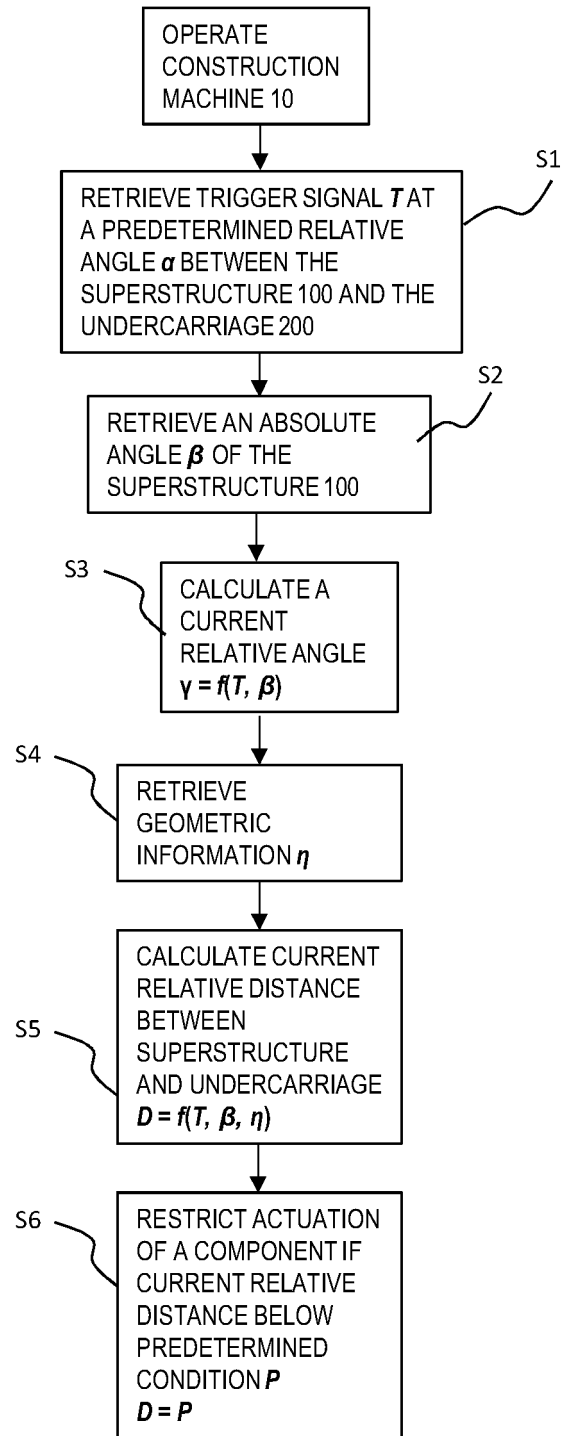 OPERATE
CONSTRUCTION
MACHINE 10
S1
RETRIEVE TRIGGER SIGNAL T AT
A PREDETERMINED RELATIVE
ANGLE α BETWEEN THE
SUPERSTRUCTURE 100 AND THE
UNDERCARRIAGE 200
S2
RETRIEVE AN ABSOLUTE
ANGLE β OF THE
SUPERSTRUCTURE 100
S3
CALCULATE A
CURRENT
RELATIVE ANGLE
γ = f(T, β)
S4
RETRIEVE
GEOMETRIC
INFORMATION η
S5
CALCULATE CURRENT
RELATIVE DISTANCE
BETWEEN
SUPERSTRUCTURE
AND UNDERCARRIAGE
D = f(T, β, η)
S6
RESTRICT ACTUATION
OF A COMPONENT IF
CURRENT RELATIVE
DISTANCE BELOW
PREDETERMINED
CONDITION P
D = P